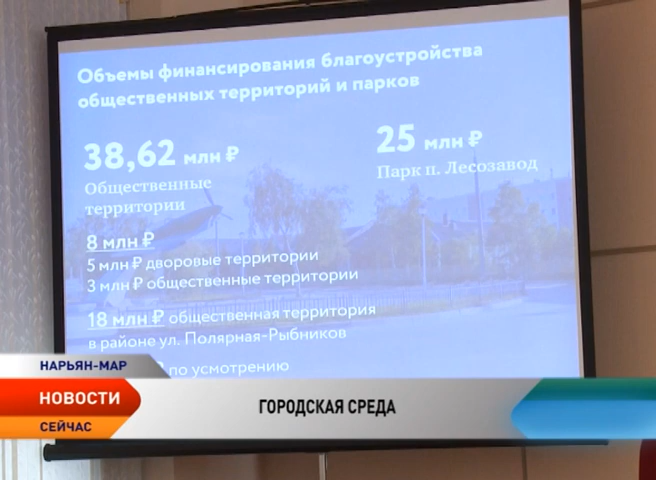 Объемы финансирования благоустройства
общественных территорий и парков
38,62 млн ₽
Общественные
территории
25 млн ₽
Парк п. Лесозавод
8 млн ₽
5 млн ₽ дворовые территории
3 млн ₽ общественные территории
18 млн ₽ общественная территория
в районе ул. Полярная-Рыбников
по усмотрению
НАРЬЯН-МАР
НОВОСТИ
СЕЙЧАС
ГОРОДСКАЯ СРЕДА